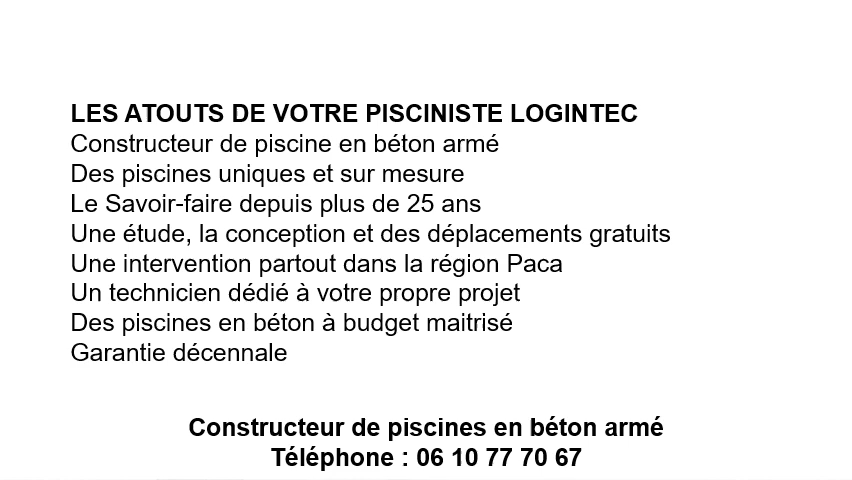 LES ATOUTS DE VOTRE PISCINISTE LOGINTEC
Constructeur de piscine en béton armé
Des piscines uniques et sur mesure
Le Savoir-faire depuis plus de 25 ans
Une étude, la conception et des déplacements gratuits
Une intervention partout dans la région Paca
Un technicien dédié à votre propre projet
Des piscines en béton à budget maitrisé
Garantie décennale
Constructeur de piscines en béton armé
Téléphone : 06 10 77 70 67